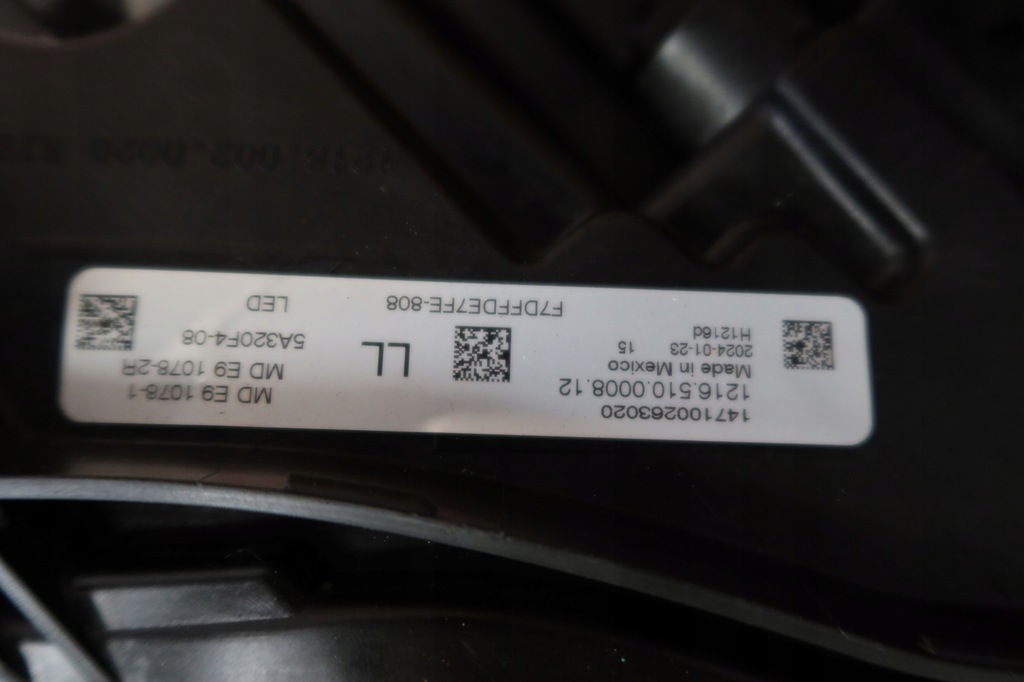 147100263020
1216.510.0008.12
Made in Mexico
2024-01-23 15
H1216d
F7DFFDE7FE-808
LL
MD E9 1078-1
MD E9 1078-2R
5A320F4-08
LED